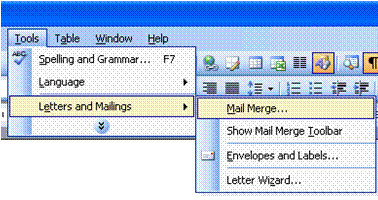 Tools Table Window Help
ABC Spelling and Grammar... F7
Language
Letters and Mailings
Mail Merge...
Show Mail Merge Toolbar
Envelopes and Labels...
Letter Wizard...